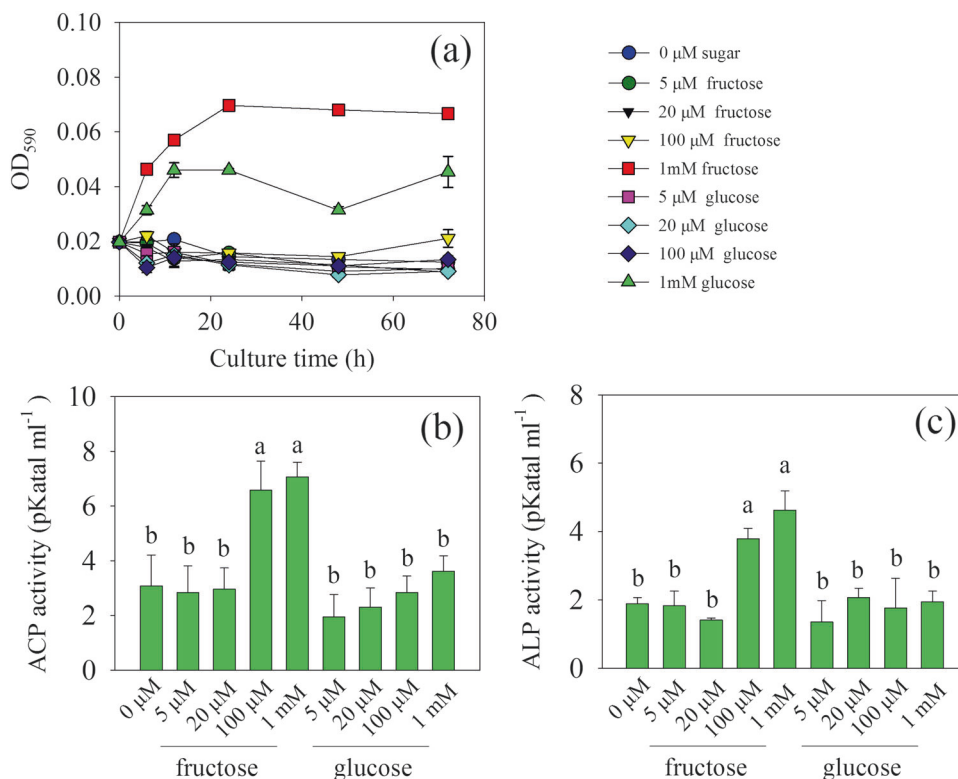 (a)
0.10
0.08
0.06
0.04
0.02
0.00
OD590
0 20 40 60 80
Culture time (h)
0 μM sugar
5 μM fructose
20 μM fructose
100 μM fructose
1mM fructose
5 μM glucose
20 μM glucose
100 μM glucose
1mM glucose
(b)
10
8
6
4
2
0
ACP activity (pKatal ml-1)
b b b a a b b b b
0 μM 5 μM 20 μM 100 μM 1 mM 5 μM 20 μM 100 μM 1 mM
fructose glucose
(c)
8
6
4
2
0
ALP activity (pKatal ml-1)
b b b a a b b b b
0 μM 5 μM 20 μM 100 μM 1 mM 5 μM 20 μM 100 μM 1 mM
fructose glucose